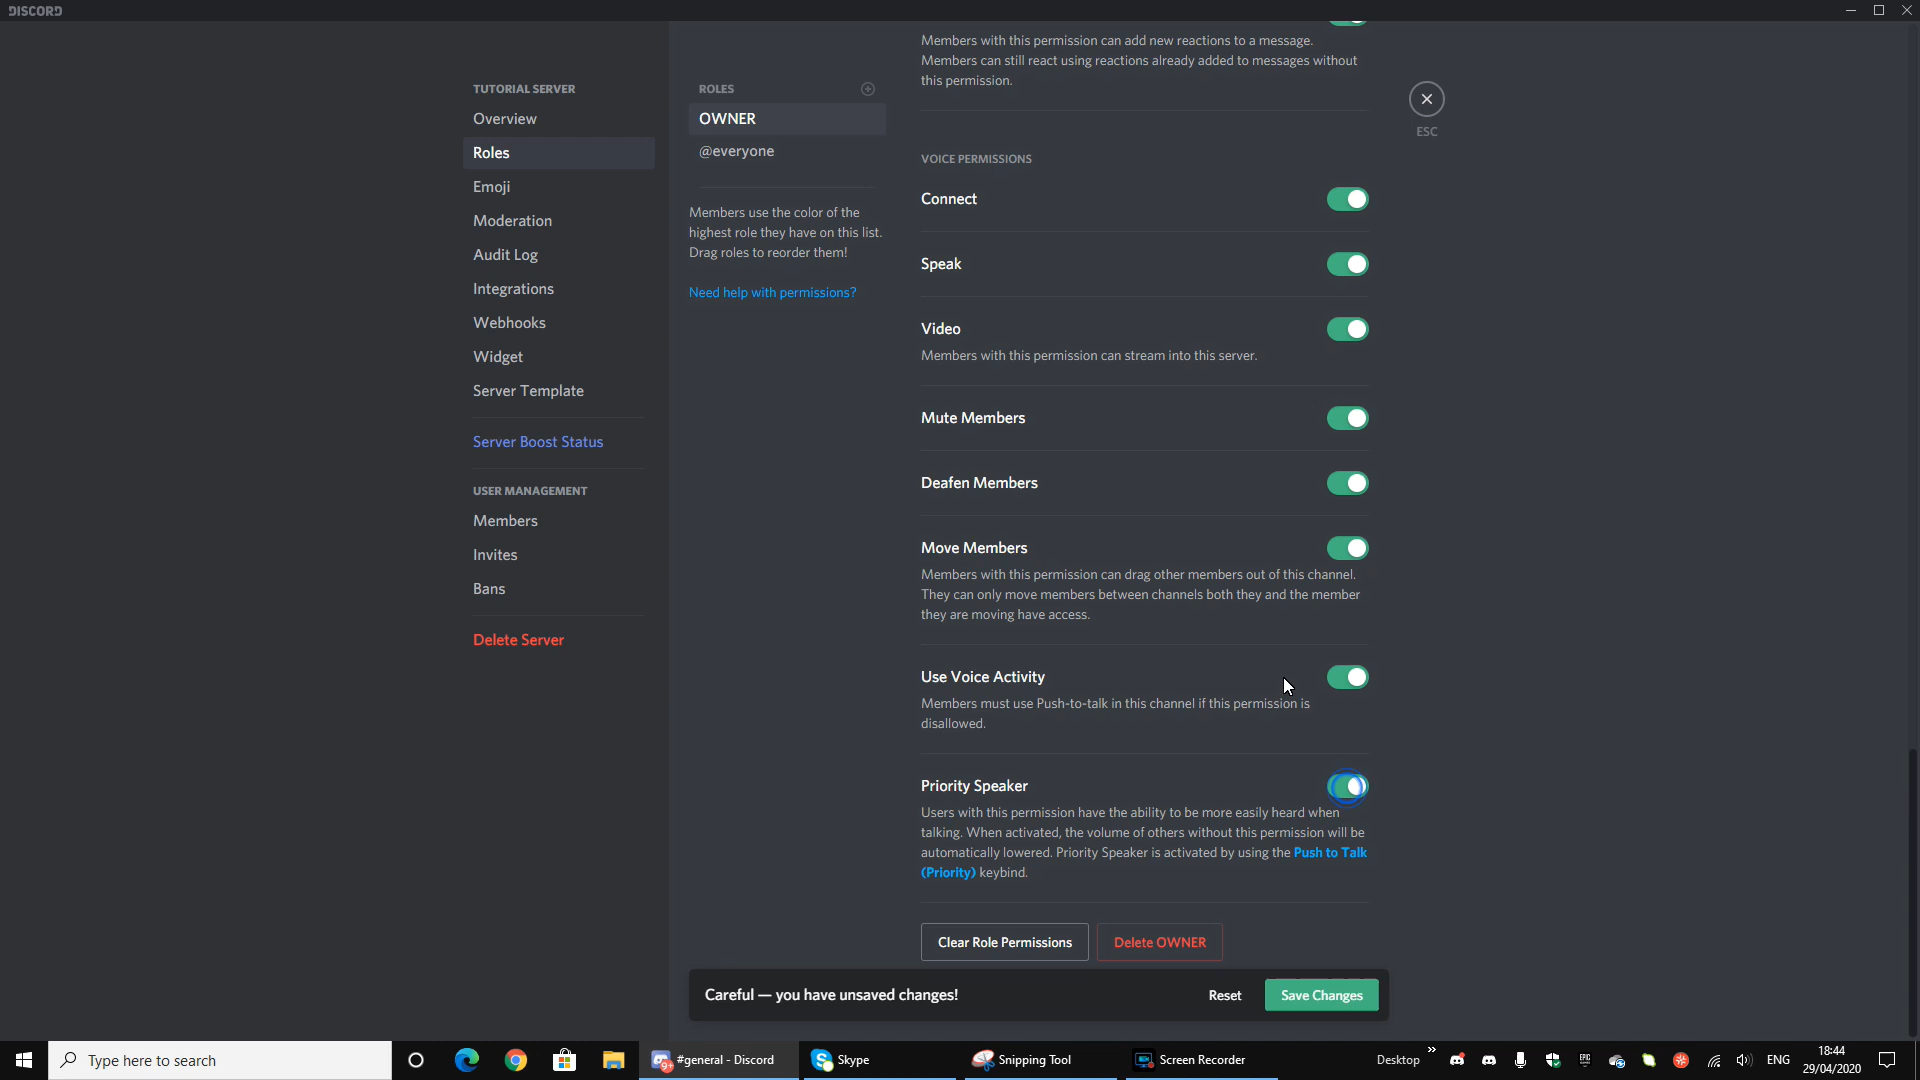 DISCORD
TUTORIAL SERVER
Overview
Roles
Emoji
Moderation
Audit Log
Integrations
Webhooks
Widget
Server Template
Server Boost Status
USER MANAGEMENT
Members
Invites
Bans
Delete Server
ROLES
OWNER
@everyone
Members use the color of the
highest role they have on this list.
Drag roles to reorder them!
Need help with permissions?
Members with this permission can add new reactions to a message.
Members can still react using reactions already added to messages without
this permission.
VOICE PERMISSIONS
Connect
Speak
Video
Members with this permission can stream into this server.
Mute Members
Deafen Members
Move Members
Members with this permission can drag other members out of this channel.
They can only move members between channels both they and the member
they are moving have access.
Use Voice Activity
Members must use Push-to-talk in this channel if this permission is
disallowed.
Priority Speaker
Users with this permission have the ability to be more easily heard when
talking. When activated, the volume of others without this permission will be
automatically lowered. Priority Speaker is activated by using the Push to Talk
(Priority) keybind.
Clear Role Permissions
Delete OWNER
Careful — you have unsaved changes!
Reset
Save Changes
ESC
Type here to search
9+
#general - Discord
Skype
Snipping Tool
Screen Recorder
Desktop
EPIC
ENG
18:44
29/04/2020